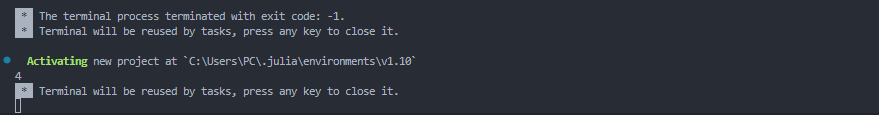 * The terminal process terminated with exit code: -1.
* Terminal will be reused by tasks, press any key to close it.
Activating new project at `C:\Users\PC\.julia\environments\v1.10`
4
* Terminal will be reused by tasks, press any key to close it.